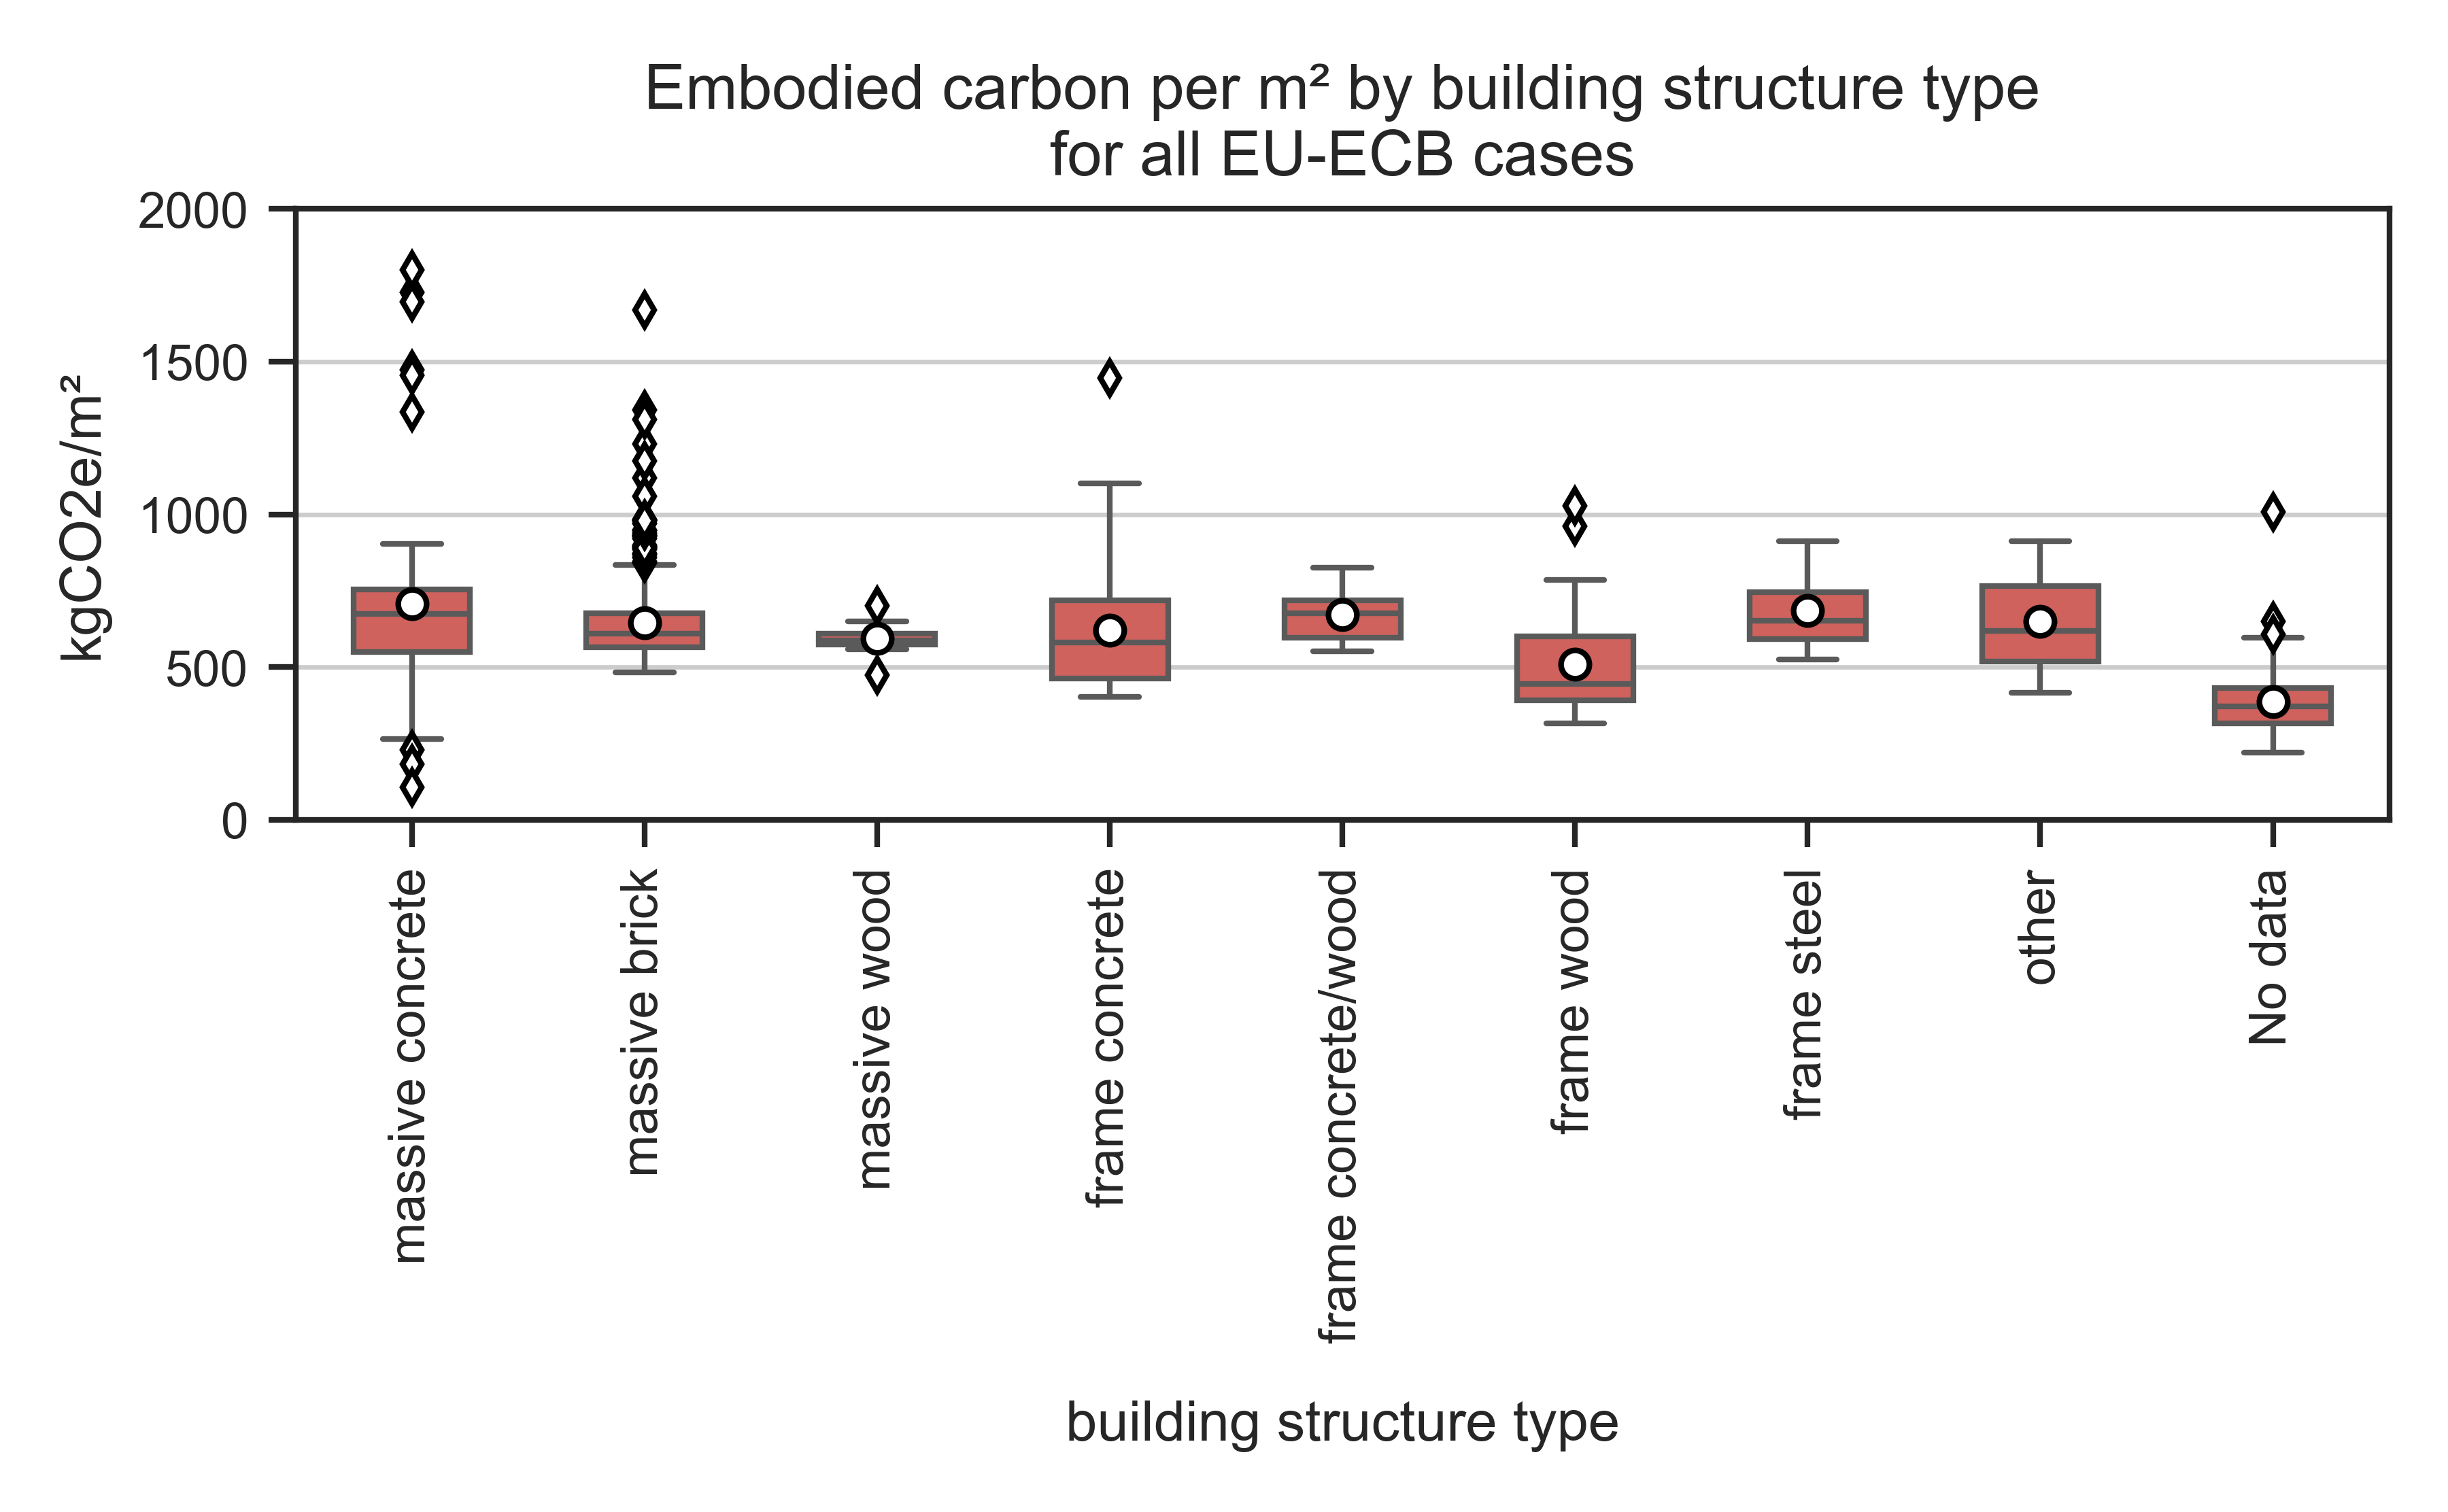 Embodied carbon per m² by building structure type
for all EU-ECB cases
kgCO2e/m²
2000
1500
1000
500
0
massive concrete
massive brick
massive wood
frame concrete
frame concrete/wood
frame wood
frame steel
other
No data
building structure type